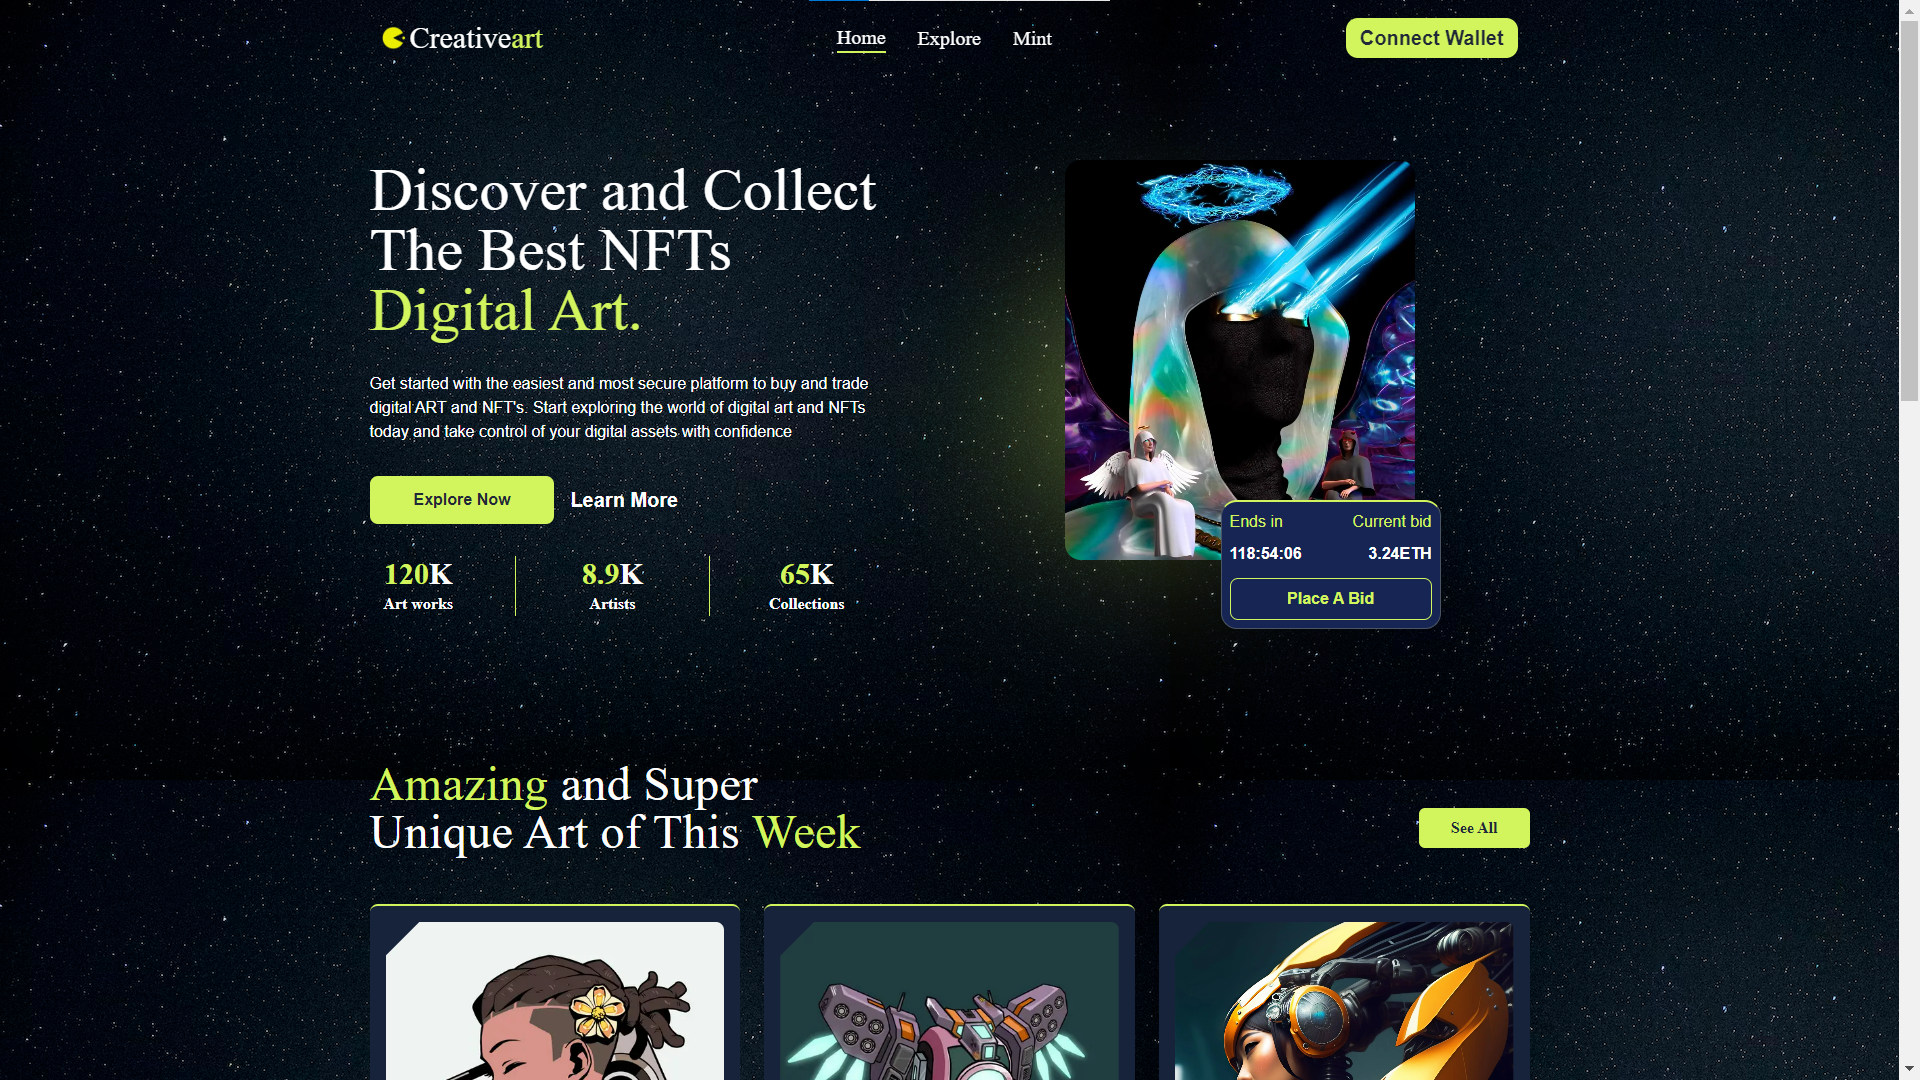 Creativeart
Home
Explore
Mint
Connect Wallet
Discover and Collect
The Best NFTs
Digital Art.
Get started with the easiest and most secure platform to buy and trade
digital ART and NFT's. Start exploring the world of digital art and NFTs
today and take control of your digital assets with confidence
Explore Now
Learn More
120K
Art works
8.9K
Artists
65K
Collections
Ends in
Current bid
118:54:06
3.24ETH
Place A Bid
Amazing and Super
Unique Art of This Week
See All